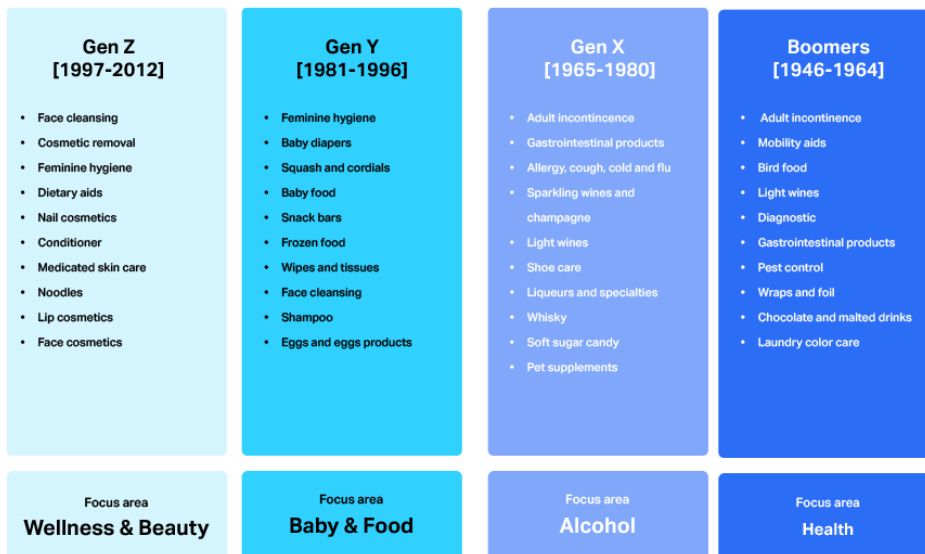 Gen Z
[1997-2012]
• Face cleansing
• Cosmetic removal
• Feminine hygiene
• Dietary aids
• Nail cosmetics
• Conditioner
• Medicated skin care
• Noodles
• Lip cosmetics
• Face cosmetics
Focus area
Wellness & Beauty
Gen Y
[1981-1996]
• Feminine hygiene
• Baby diapers
• Squash and cordials
• Baby food
• Snack bars
• Frozen food
• Wipes and tissues
• Face cleansing
• Shampoo
• Eggs and eggs products
Focus area
Baby & Food
Gen X
[1965-1980]
• Adult incontincence
• Gastrointestinal products
• Allergy, cough, cold and flu
• Sparkling wines and
champagne
• Light wines
• Shoe care
• Liqueurs and specialties
• Whisky
• Soft sugar candy
• Pet supplements
Focus area
Alcohol
Boomers
[1946-1964]
• Adult incontinence
• Mobility aids
• Bird food
• Light wines
• Diagnostic
• Gastrointestinal products
• Pest control
• Wraps and foil
• Chocolate and malted drinks
• Laundry color care
Focus area
Health